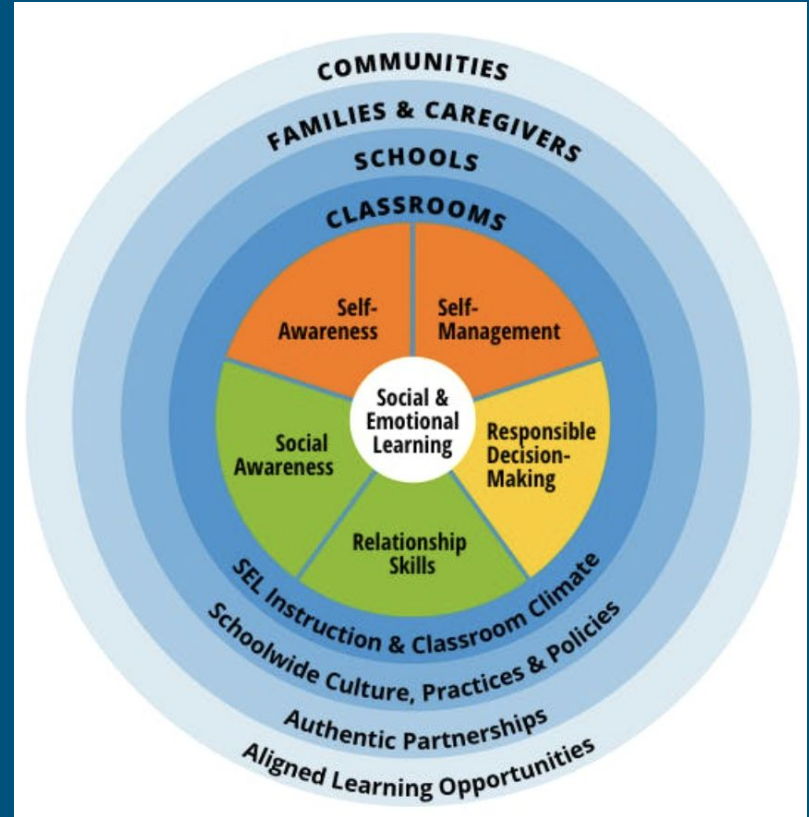 COMMUNITIES
FAMILIES & CAREGIVERS
SCHOOLS
CLASSROOMS
Self-
Awareness
Self-
Management
Social &
Emotional
Learning
Social
Awareness
Responsible
Decision-
Making
Relationship
Skills
SEL Instruction & Classroom Climate
Schoolwide Culture, Practices & Policies
Authentic Partnerships
Aligned Learning Opportunities